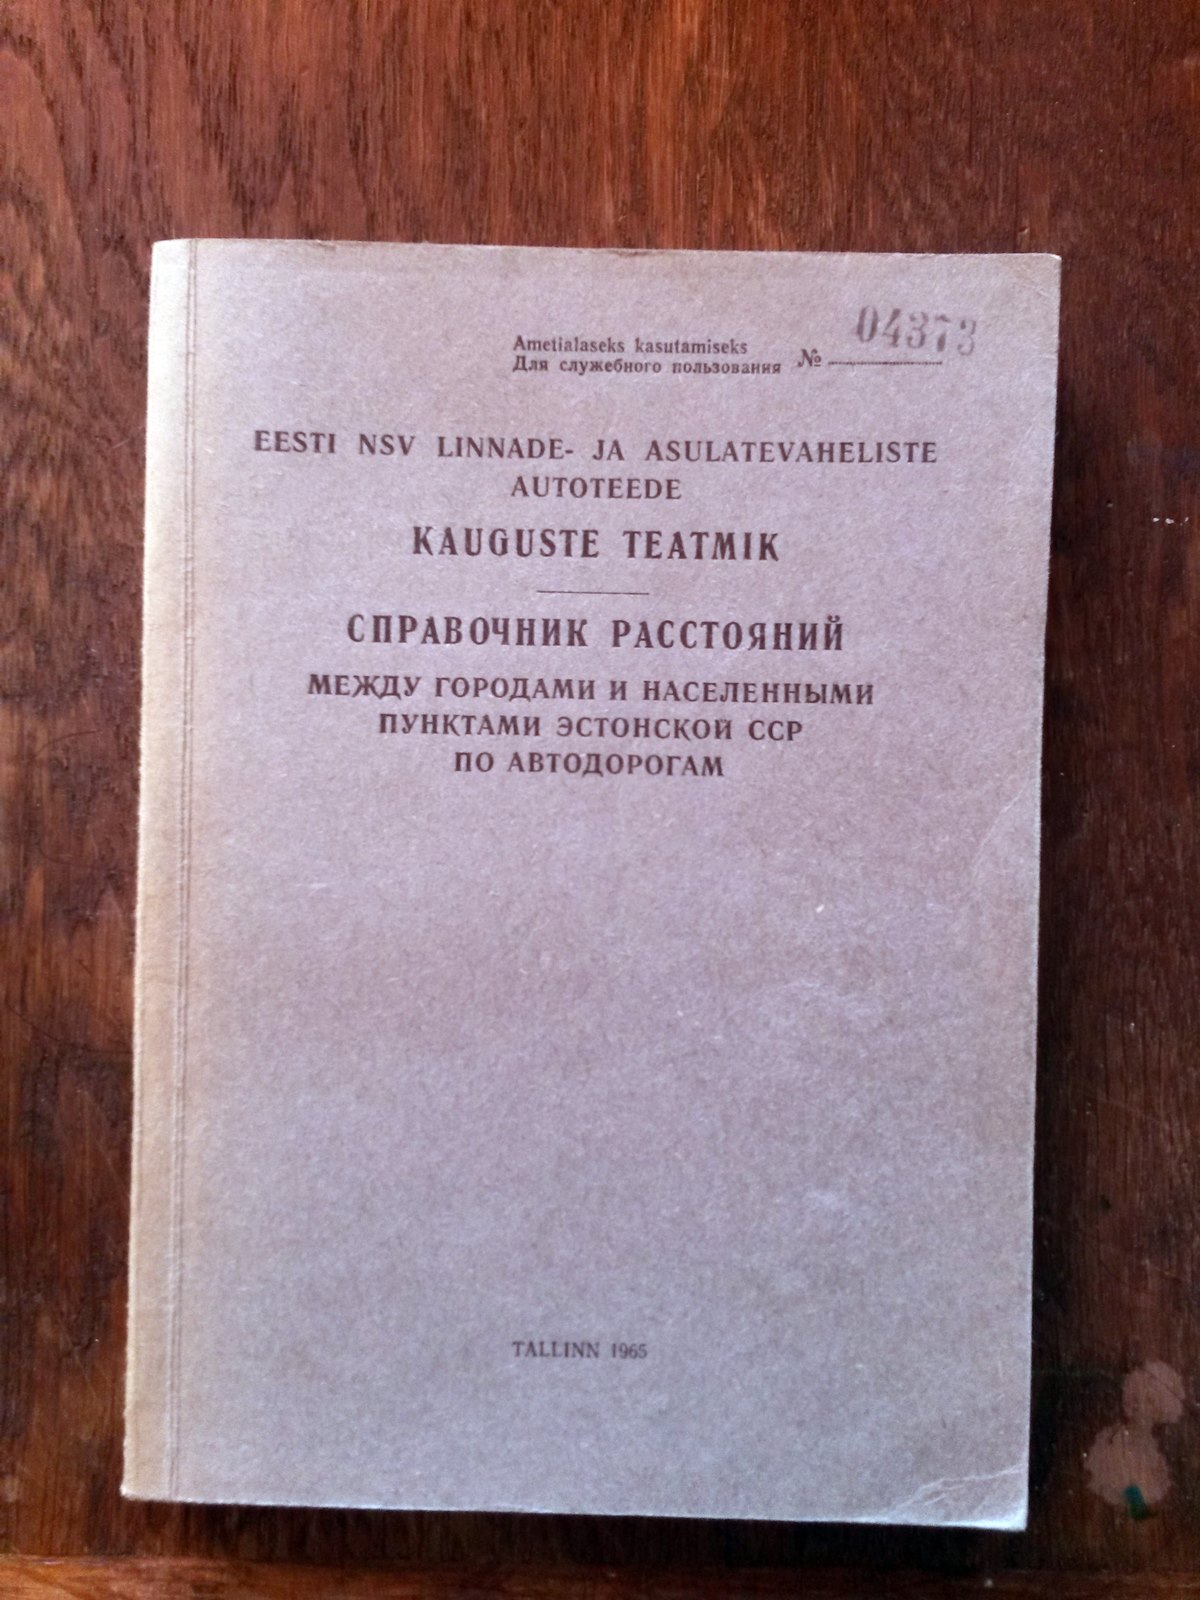 Ametialaseks kasutamiseks
Для служебного пользования № 04373
EESTI NSV LINNADE- JA ASULATEVAHELISTE
AUTOTEEDE
KAUGUSTE TEATMIK
СПРАВОЧНИК РАССТОЯНИЙ
МЕЖДУ ГОРОДАМИ И НАСЕЛЕННЫМИ
ПУНКТАМИ ЭСТОНСКОЙ ССР
ПО АВТОДОРОГАМ
TALLINN 1965